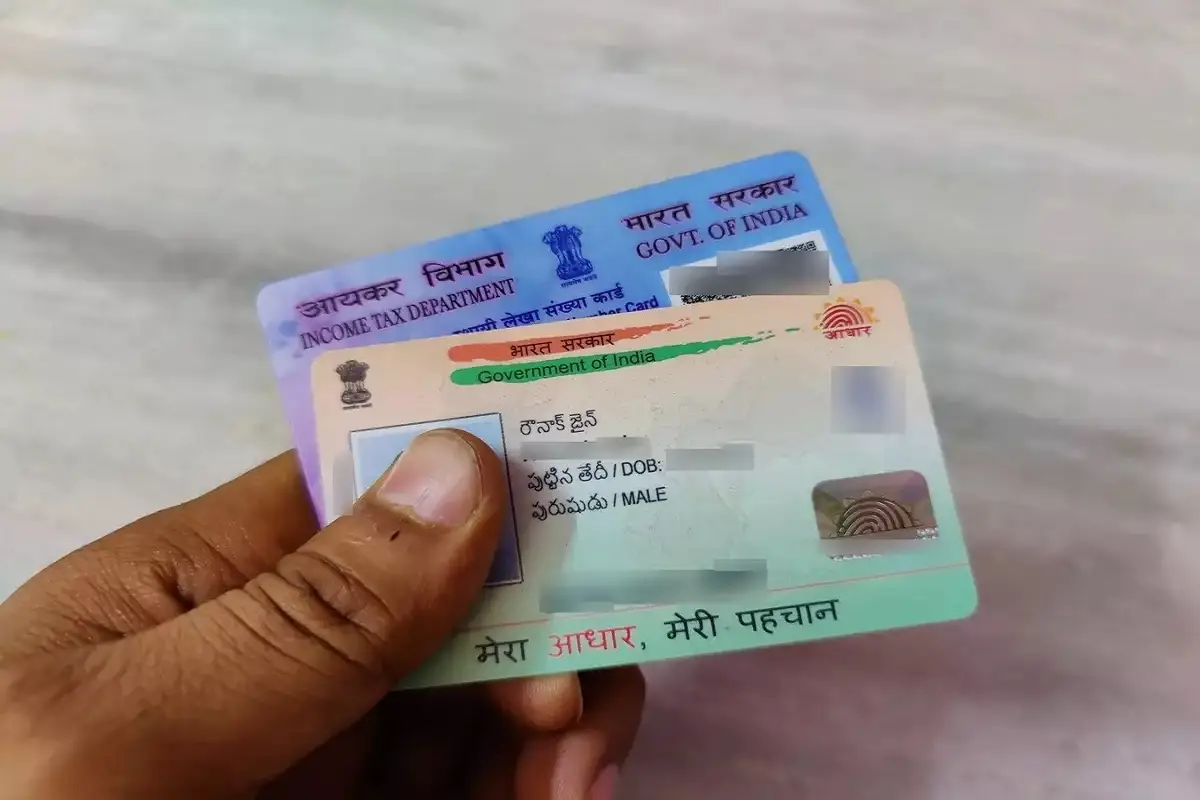 आयकर विभाग
INCOME TAX DEPARTMENT
भारत सरकार
GOVT. OF INDIA
लेखा संख्या कार्ड
Card
भारत सरकार
Government of India
आधार
రౌనాక్ జైన్
పుట్టిన తేదీ / DOB:
పురుషుడు / MALE
मेरा आधार, मेरी पहचान